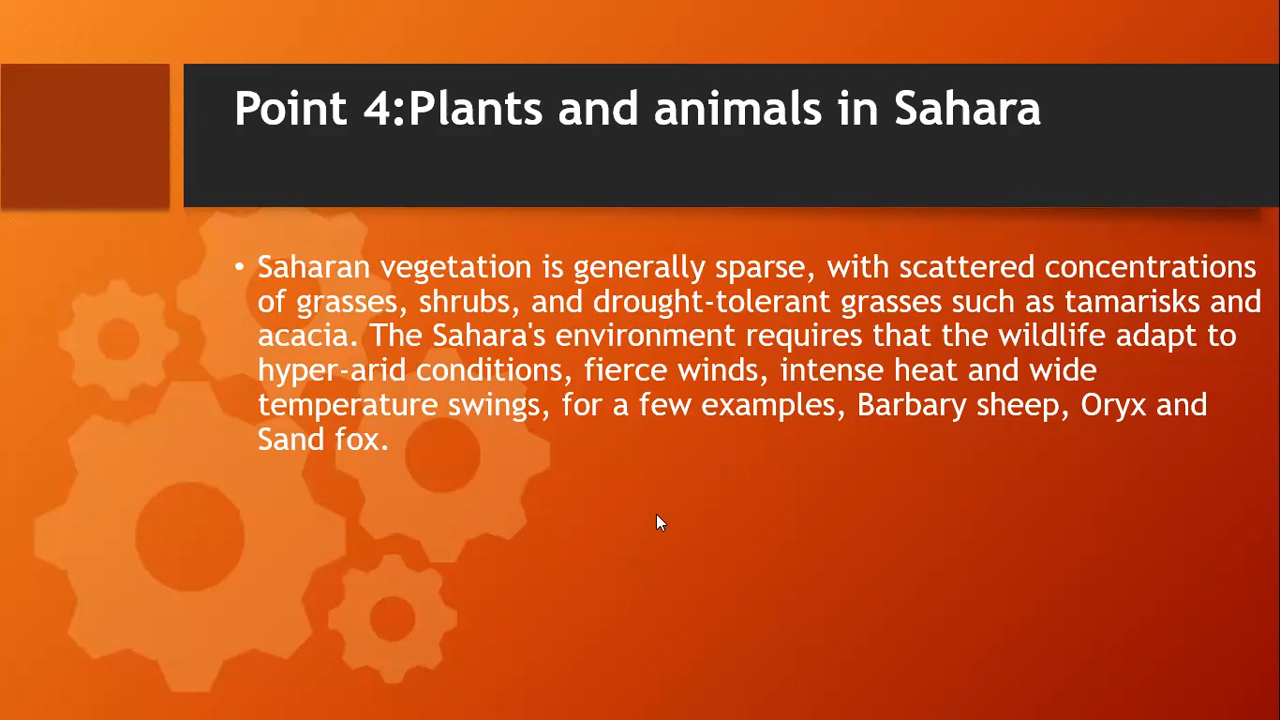 Point 4:Plants and animals in Sahara
• Saharan vegetation is generally sparse, with scattered concentrations
of grasses, shrubs, and drought-tolerant grasses such as tamarisks and
acacia. The Sahara's environment requires that the wildlife adapt to
hyper-arid conditions, fierce winds, intense heat and wide
temperature swings, for a few examples, Barbary sheep, Oryx and
Sand fox.